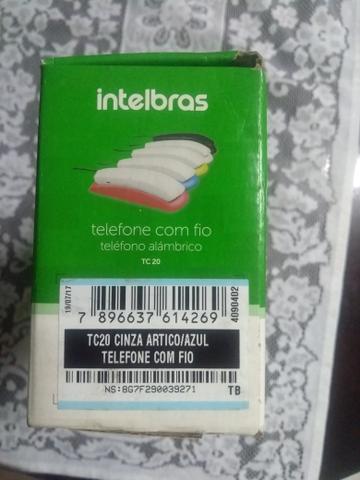 intelbras
telefone com fio
teléfono alámbrico
TC 20
19/07/17
7 896637 614269
4090402
TC20 CINZA ARTICO/AZUL
TELEFONE COM FIO
NS:8G7F290039271
TB